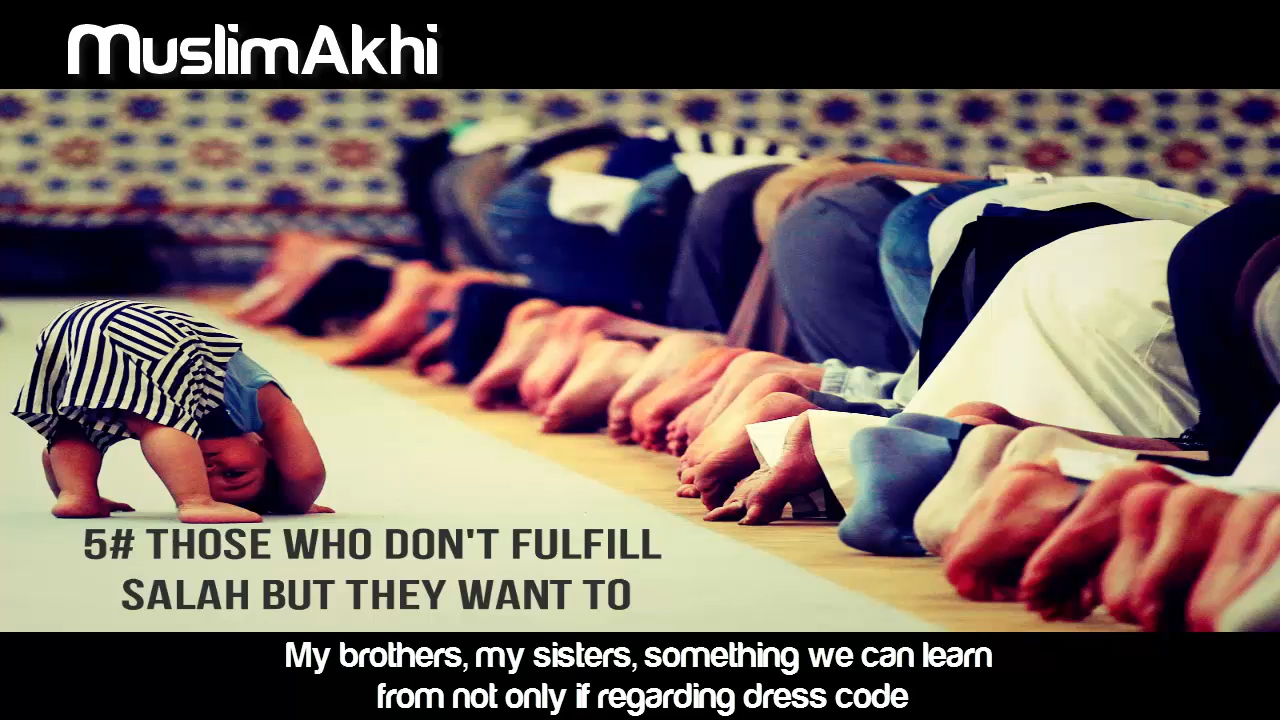 MuslimAkhi
5# THOSE WHO DON'T FULFILL
SALAH BUT THEY WANT TO
My brothers, my sisters, something we can learn
from not only if regarding dress code